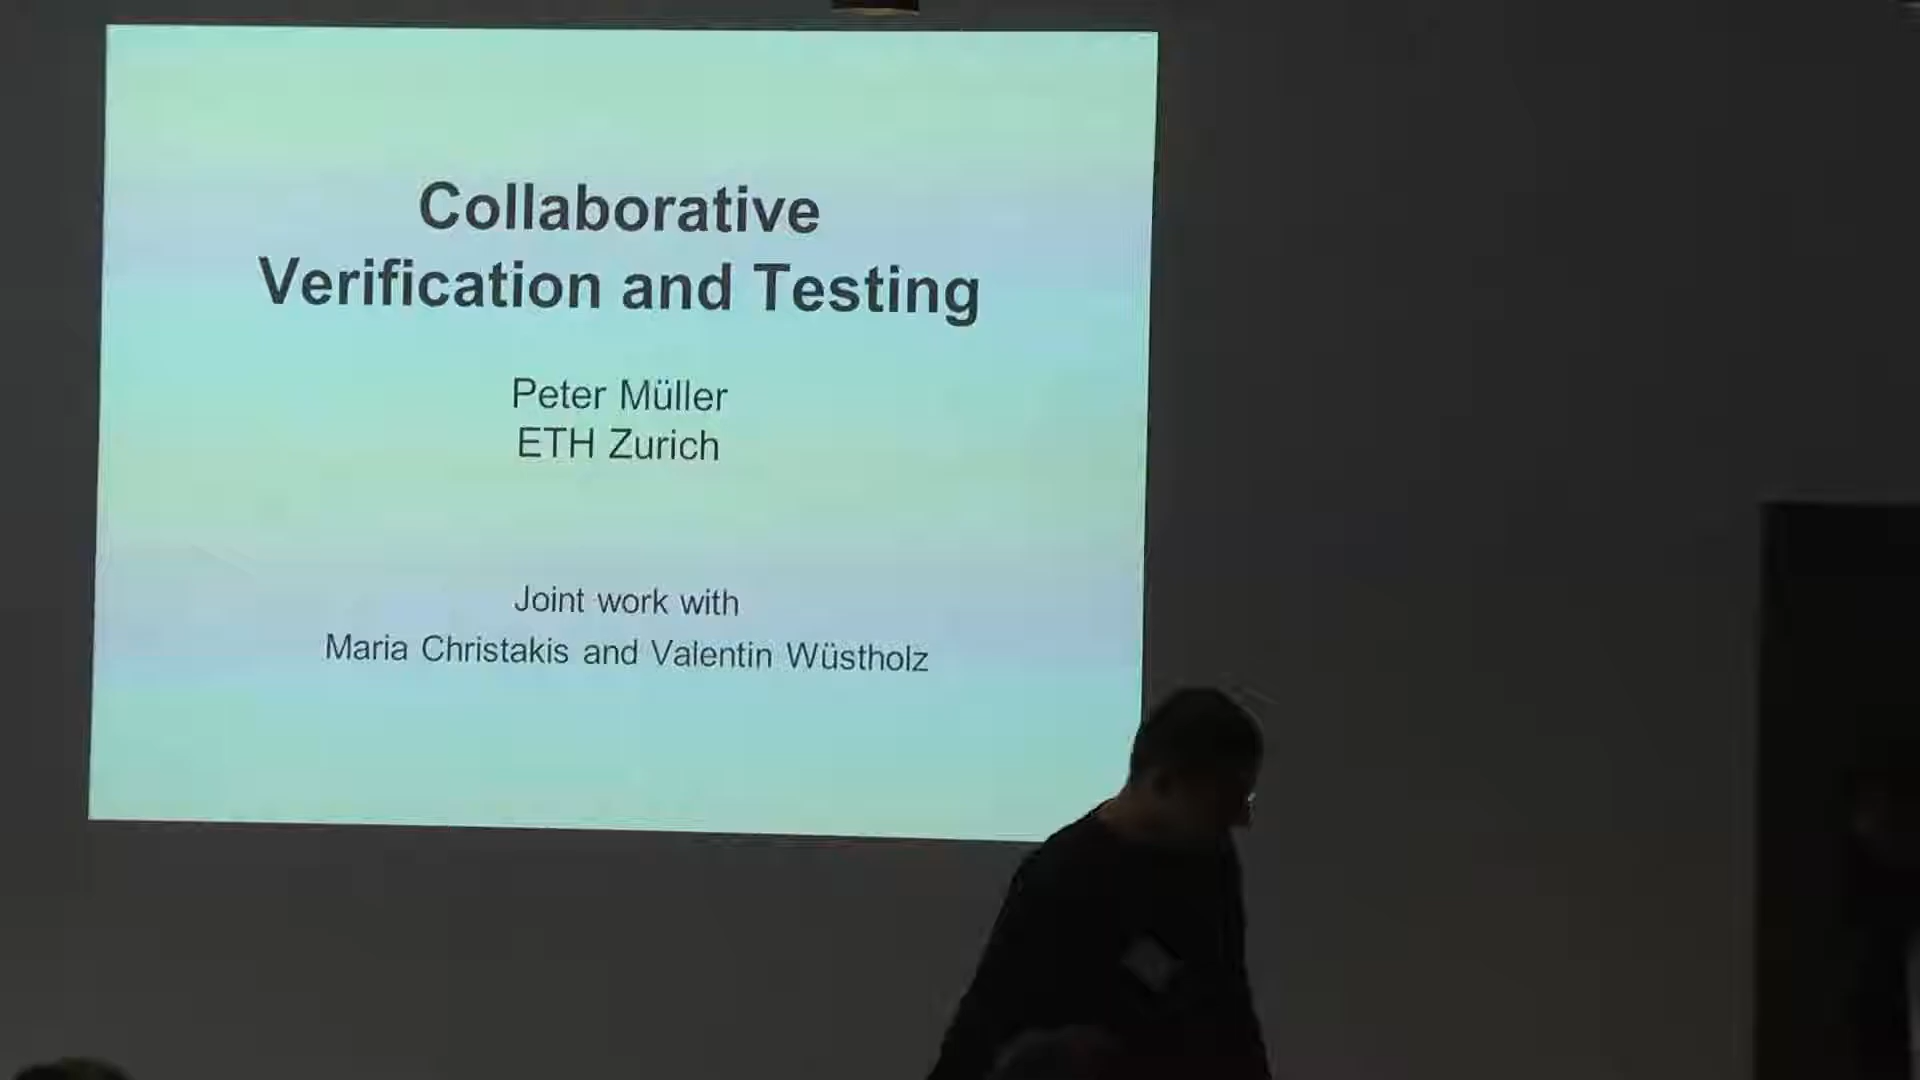 Collaborative
Verification and Testing
Peter Müller
ETH Zurich
Joint work with
Maria Christakis and Valentin Wüstholz